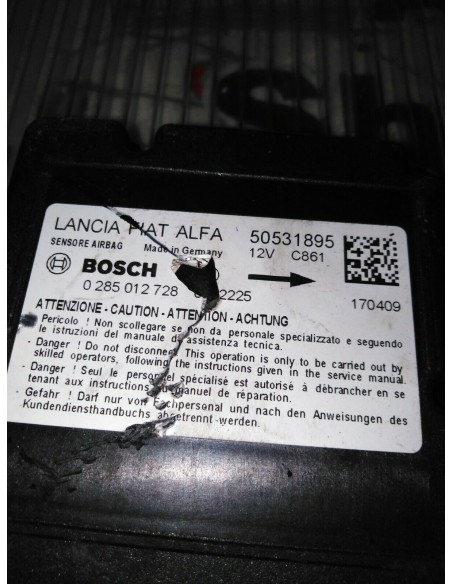 LANCIA FIAT ALFA 50531895
SENSORE AIRBAG Made in Germany 12V C861
BOSCH
0 285 012 728 2225 170409
ATTENZIONE - CAUTION - ATTENTION - ACHTUNG
- Pericolo ! Non scollegare se non da personale specializzato e seguendo
le istruzioni del manuale di assistenza tecnica.
- Danger ! Do not disconnect. This operation is only to be carried out by
skilled operators, following the instructions given in the service manual.
- Danger ! Seul le personnel spécialisé est autorisé à débrancher en se
tenant aux instructions du manuel de réparation.
- Gefahr ! Darf nur von Fachpersonal und nach den Anweisungen des
Kundendiensthandbuchs abgetrennt werden.